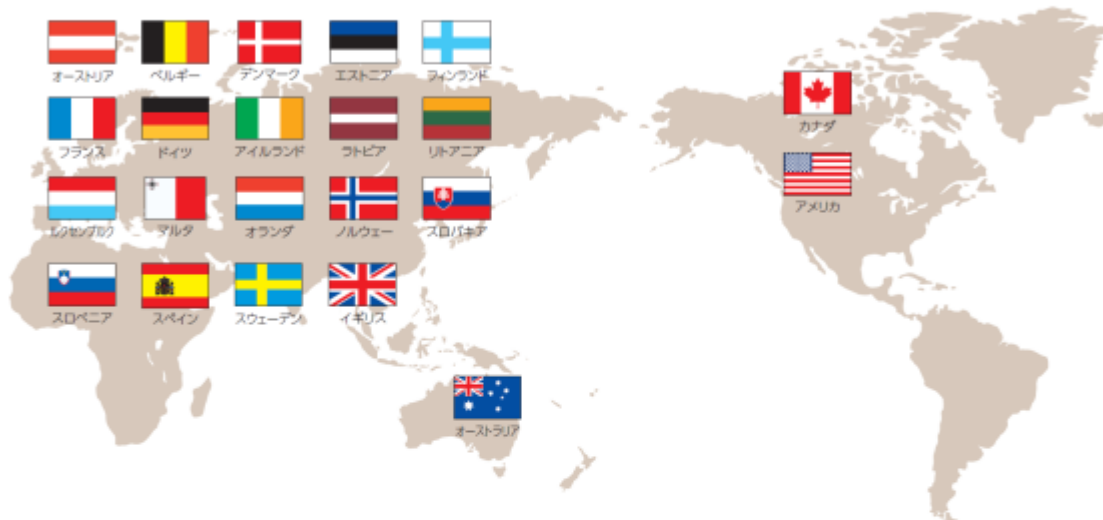 オーストリア
ベルギー
デンマーク
エストニア
フィンランド
フランス
ドイツ
アイルランド
ラトビア
リトアニア
ルクセンブルク
マルタ
オランダ
ノルウェー
スロバキア
スロベニア
スペイン
スウェーデン
イギリス
カナダ
アメリカ
オーストラリア